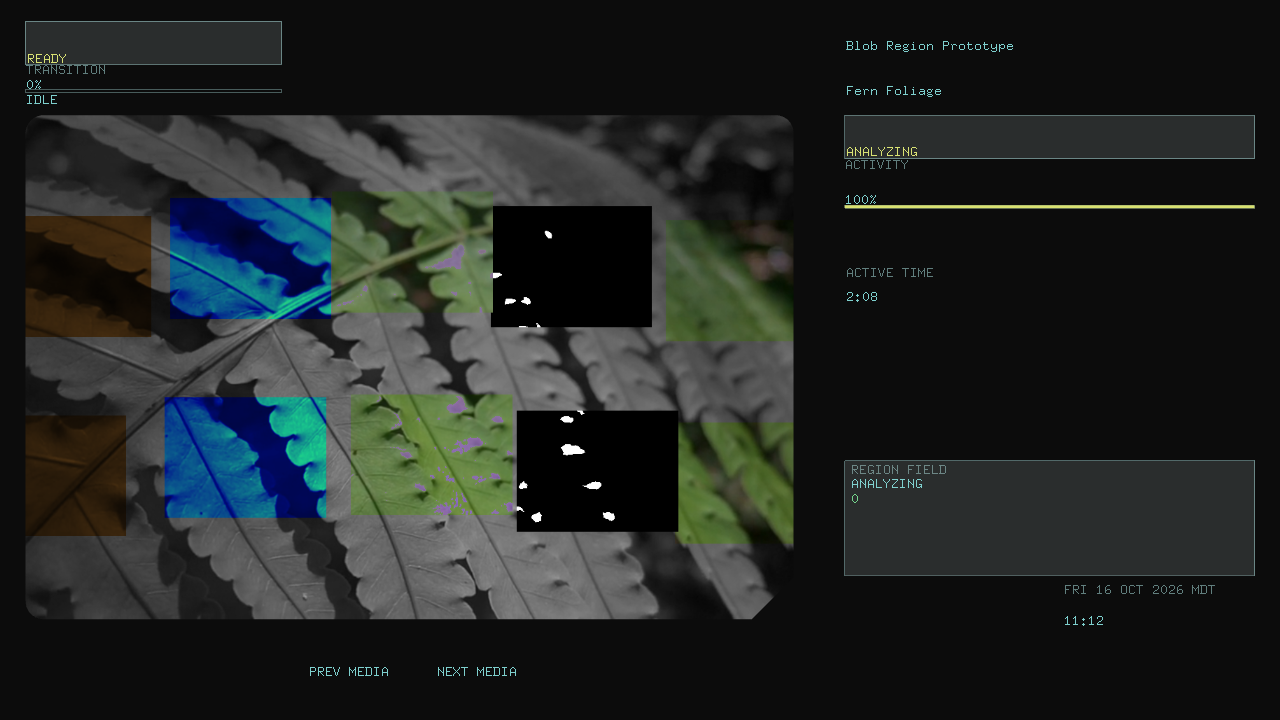 READY
TRANSITION
0%
IDLE
Blob Region Prototype
Fern Foliage
ANALYZING
ACTIVITY
100%
ACTIVE TIME
2:08
REGION FIELD
ANALYZING
0
FRI 16 OCT 2026 MDT
11:12
PREV MEDIA
NEXT MEDIA